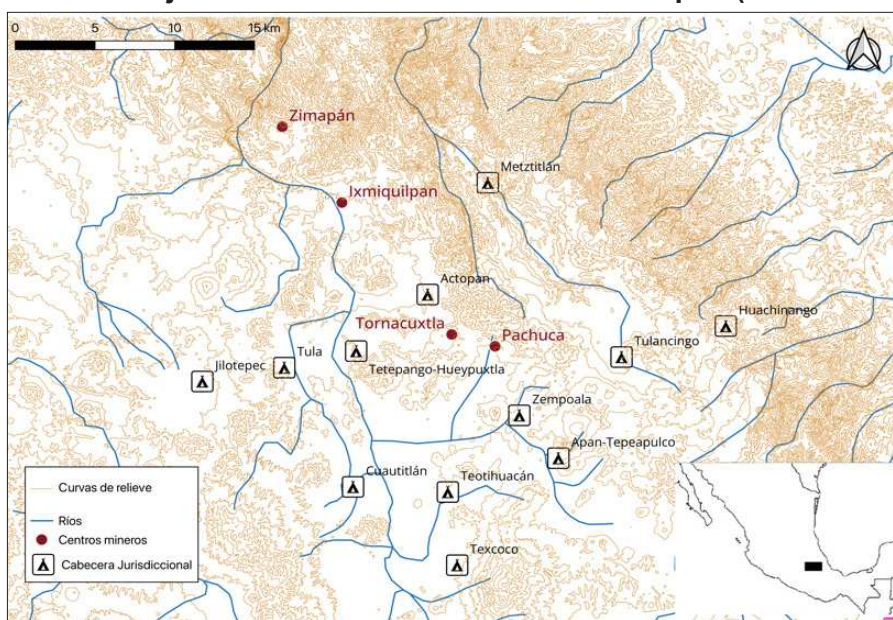 0 5 10 15 km
Zimapán
Metztitlán
Ixmiquilpan
Actopan
Tornacuxtla
Pachuca
Huachinango
Tulancingo
Tula
Jilotepec
Tetepango-Hueypuxtla
Zempoala
Apan-Tepeapulco
Cuautitlán
Teotihuacán
Texcoco
Curvas de relieve
Ríos
Centros mineros
Cabecera Jurisdiccional